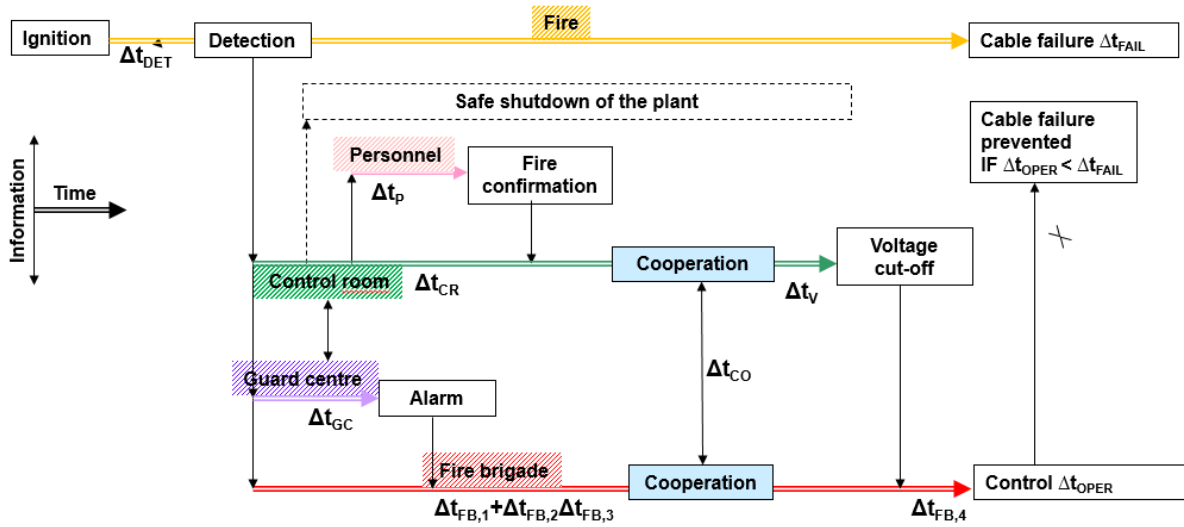 Fire
Ignition
Detection
Cable failure Δt_FAIL
Δt_DET
Safe shutdown of the plant
Cable failure
prevented
IF Δt_OPER < Δt_FAIL
Personnel
Fire
confirmation
Δt_P
Information
Time
Voltage
cut-off
Cooperation
Control room
Δt_CR
Δt_V
Guard centre
Δt_CO
Alarm
Δt_GC
Fire brigade
Cooperation
Control Δt_OPER
Δt_FB,1+Δt_FB,2Δt_FB,3
Δt_FB,4